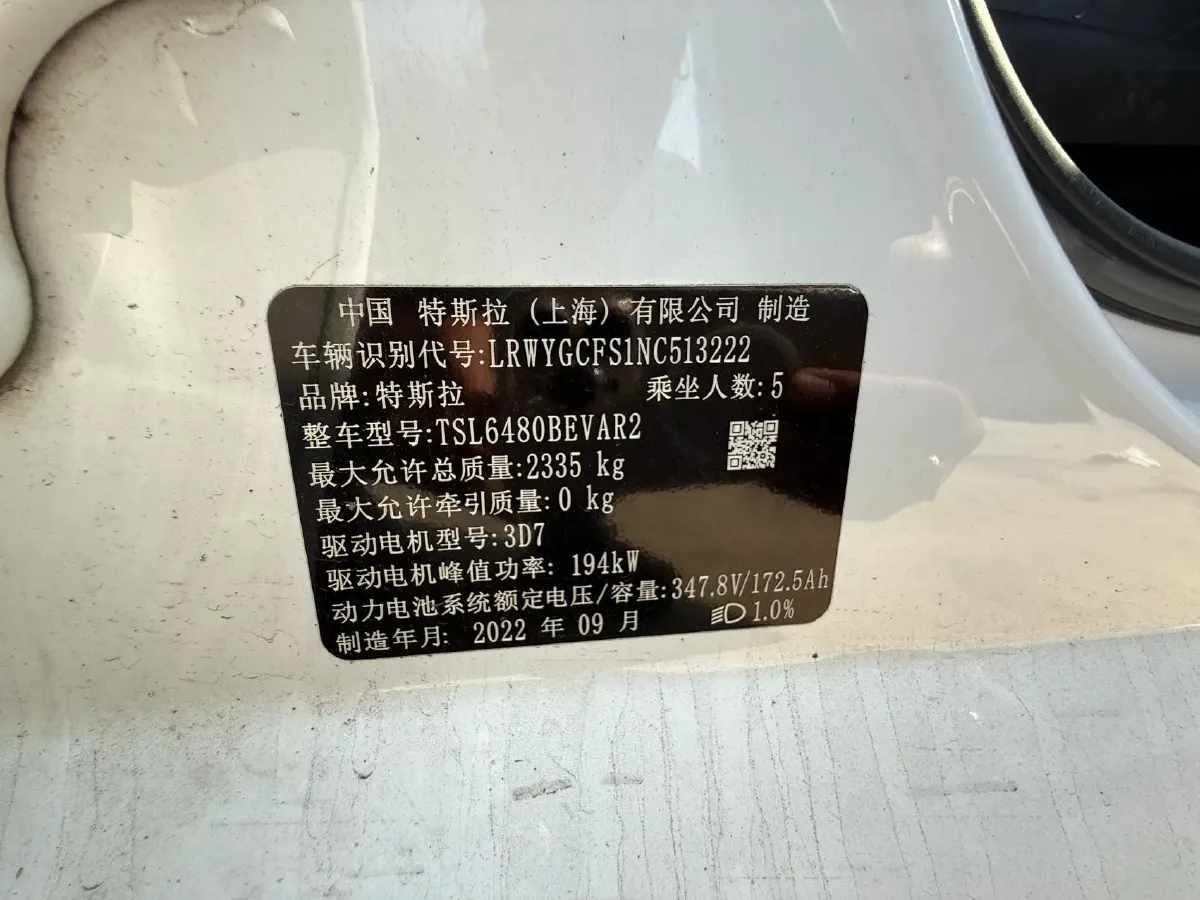 中国 特斯拉 (上海) 有限公司 制造
车辆识别代号:LRWYGCFS1NC513222
品牌:特斯拉 乘坐人数:5
整车型号:TSL6480BEVAR2
最大允许总质量:2335 kg
最大允许牵引质量:0 kg
驱动电机型号:3D7
驱动电机峰值功率: 194kW
动力电池系统额定电压/容量:347.8V/172.5Ah
制造年月: 2022 年 09 月 1.0%